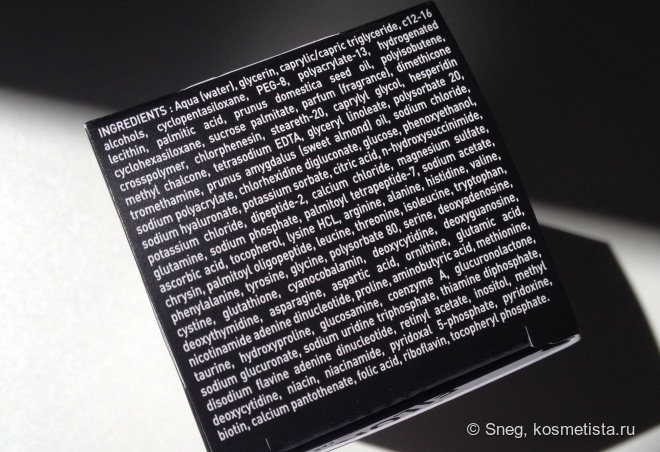 INGREDIENTS : Aqua (water), glycerin, caprylic/capric triglyceride, c12-16
alcohols, cyclopentasiloxane, PEG-8, polyacrylate-13, hydrogenated
lecithin, palmitic acid, prunus domestica seed oil, polyisobutene,
cyclohexasiloxane, sucrose palmitate, parfum (fragrance), dimethicone
crosspolymer, chlorphenesin, steareth-20, caprylyl glycol, hesperidin
methyl chalcone, tetrasodium EDTA, glyceryl linoleate, polysorbate 20,
tromethamine, prunus amygdalus (sweet almond) oil, sodium chloride,
sodium polyacrylate, chlorhexidine digluconate, glucose, phenoxyethanol,
sodium hyaluronate, potassium sorbate, citric acid, n-hydroxysuccinimide,
potassium chloride, dipeptide-2, calcium chloride, magnesium sulfate,
glutamine, sodium phosphate, palmitoyl tetrapeptide-7, sodium acetate,
ascorbic acid, tocopherol, lysine HCL, arginine, alanine, histidine, valine,
chrysin, palmitoyl oligopeptide, leucine, threonine, isoleucine, tryptophan,
phenylalanine, tyrosine, glycine, polysorbate 80, serine, deoxyadenosine,
cystine, glutathione, cyanocobalamin, deoxycytidine, deoxyguanosine,
deoxythymidine, asparagine, aspartic acid, ornithine, glutamic acid,
nicotinamide adenine dinucleotide, proline, aminobutyric acid, methionine,
taurine, hydroxyproline, glucosamine, coenzyme A, glucuronolactone,
sodium glucuronate, sodium uridine triphosphate, thiamine diphosphate,
disodium flavine adenine dinucleotide, retinyl acetate, inositol, methyl
deoxycytidine, niacin, niacinamide, pyridoxal 5-phosphate, pyridoxine,
biotin, calcium pantothenate, folic acid, riboflavin, tocopheryl phosphate.
© Sneg, kosmetista.ru